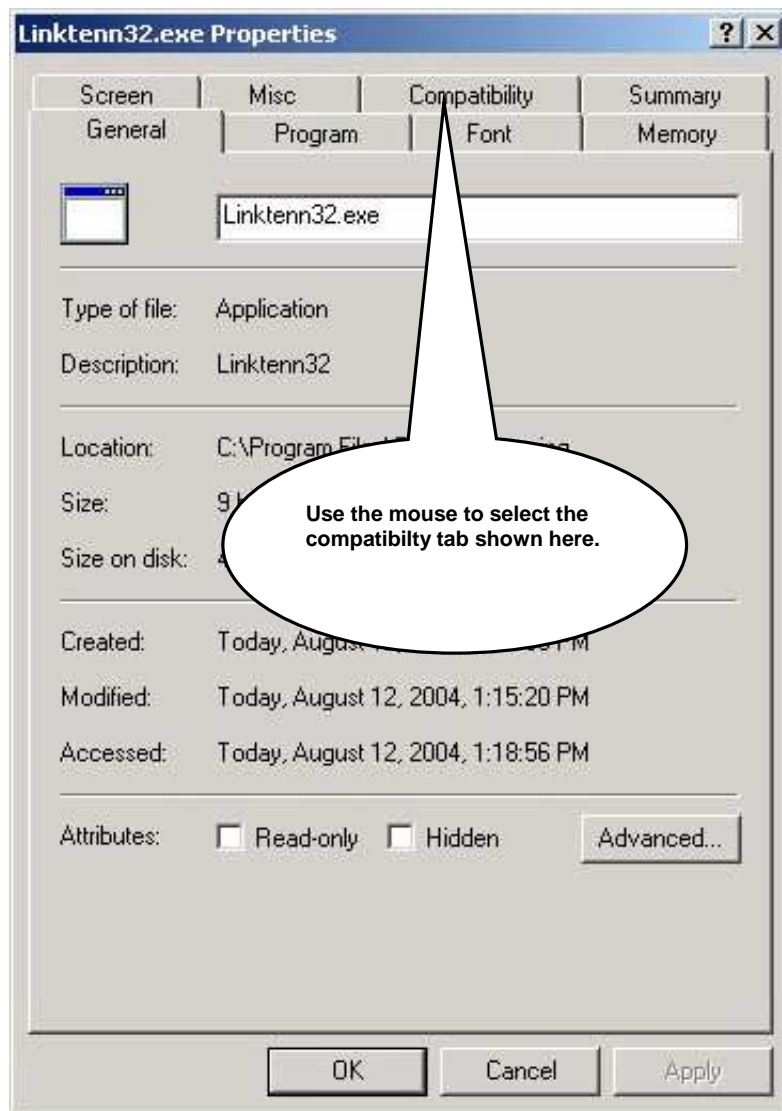 Linktenn32.exe Properties
Screen Misc Compatibility Summary
General Program Font Memory
Linktenn32.exe
Type of file: Application
Description: Linktenn32
Location: C:\Program
Size: 9
Use the mouse to select the
compatibilty tab shown here.
Size on disk: 4
Created: Today, August
Modified: Today, August 12, 2004, 1:15:20 PM
Accessed: Today, August 12, 2004, 1:18:56 PM
Attributes: Read-only Hidden Advanced...
OK Cancel Apply